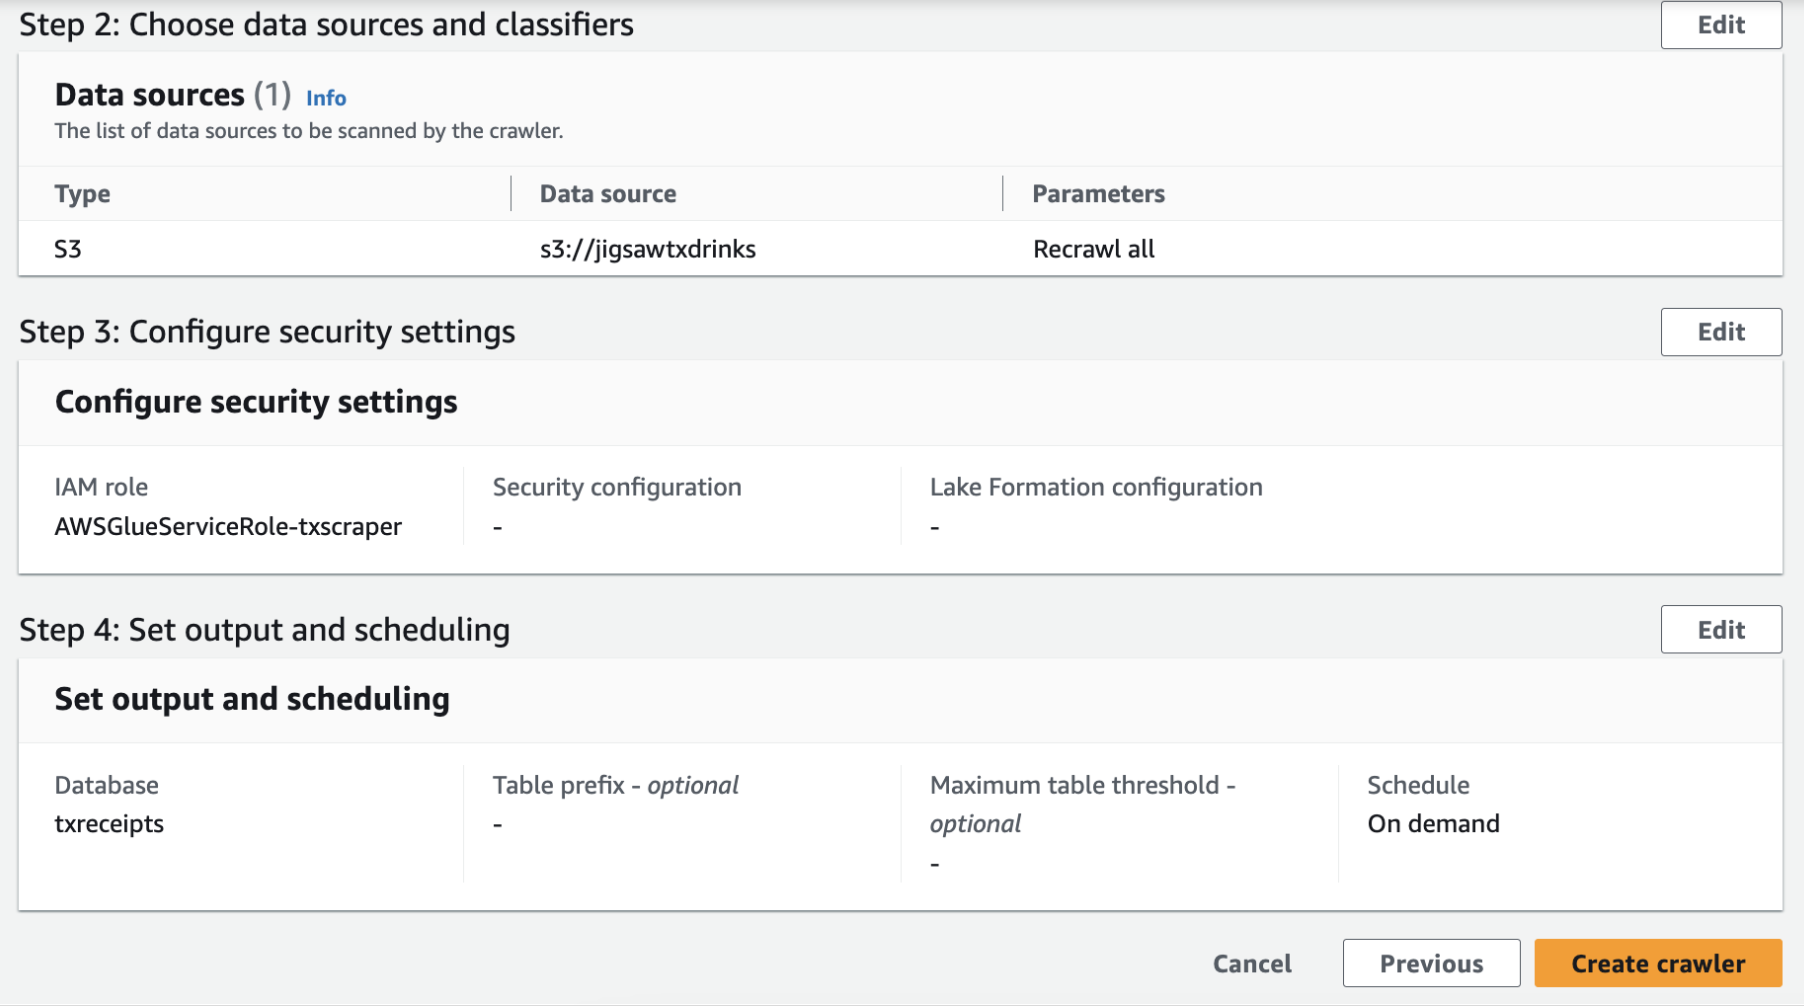 Step 2: Choose data sources and classifiers
Edit
Data sources (1) Info
The list of data sources to be scanned by the crawler.
Type
Data source
Parameters
S3
s3://jigsawtxdrinks
Recrawl all
Step 3: Configure security settings
Edit
Configure security settings
IAM role
AWSGlueServiceRole-txscraper
Security configuration
-
Lake Formation configuration
-
Step 4: Set output and scheduling
Edit
Set output and scheduling
Database
txreceipts
Table prefix - optional
-
Maximum table threshold -
optional
-
Schedule
On demand
Cancel
Previous
Create crawler